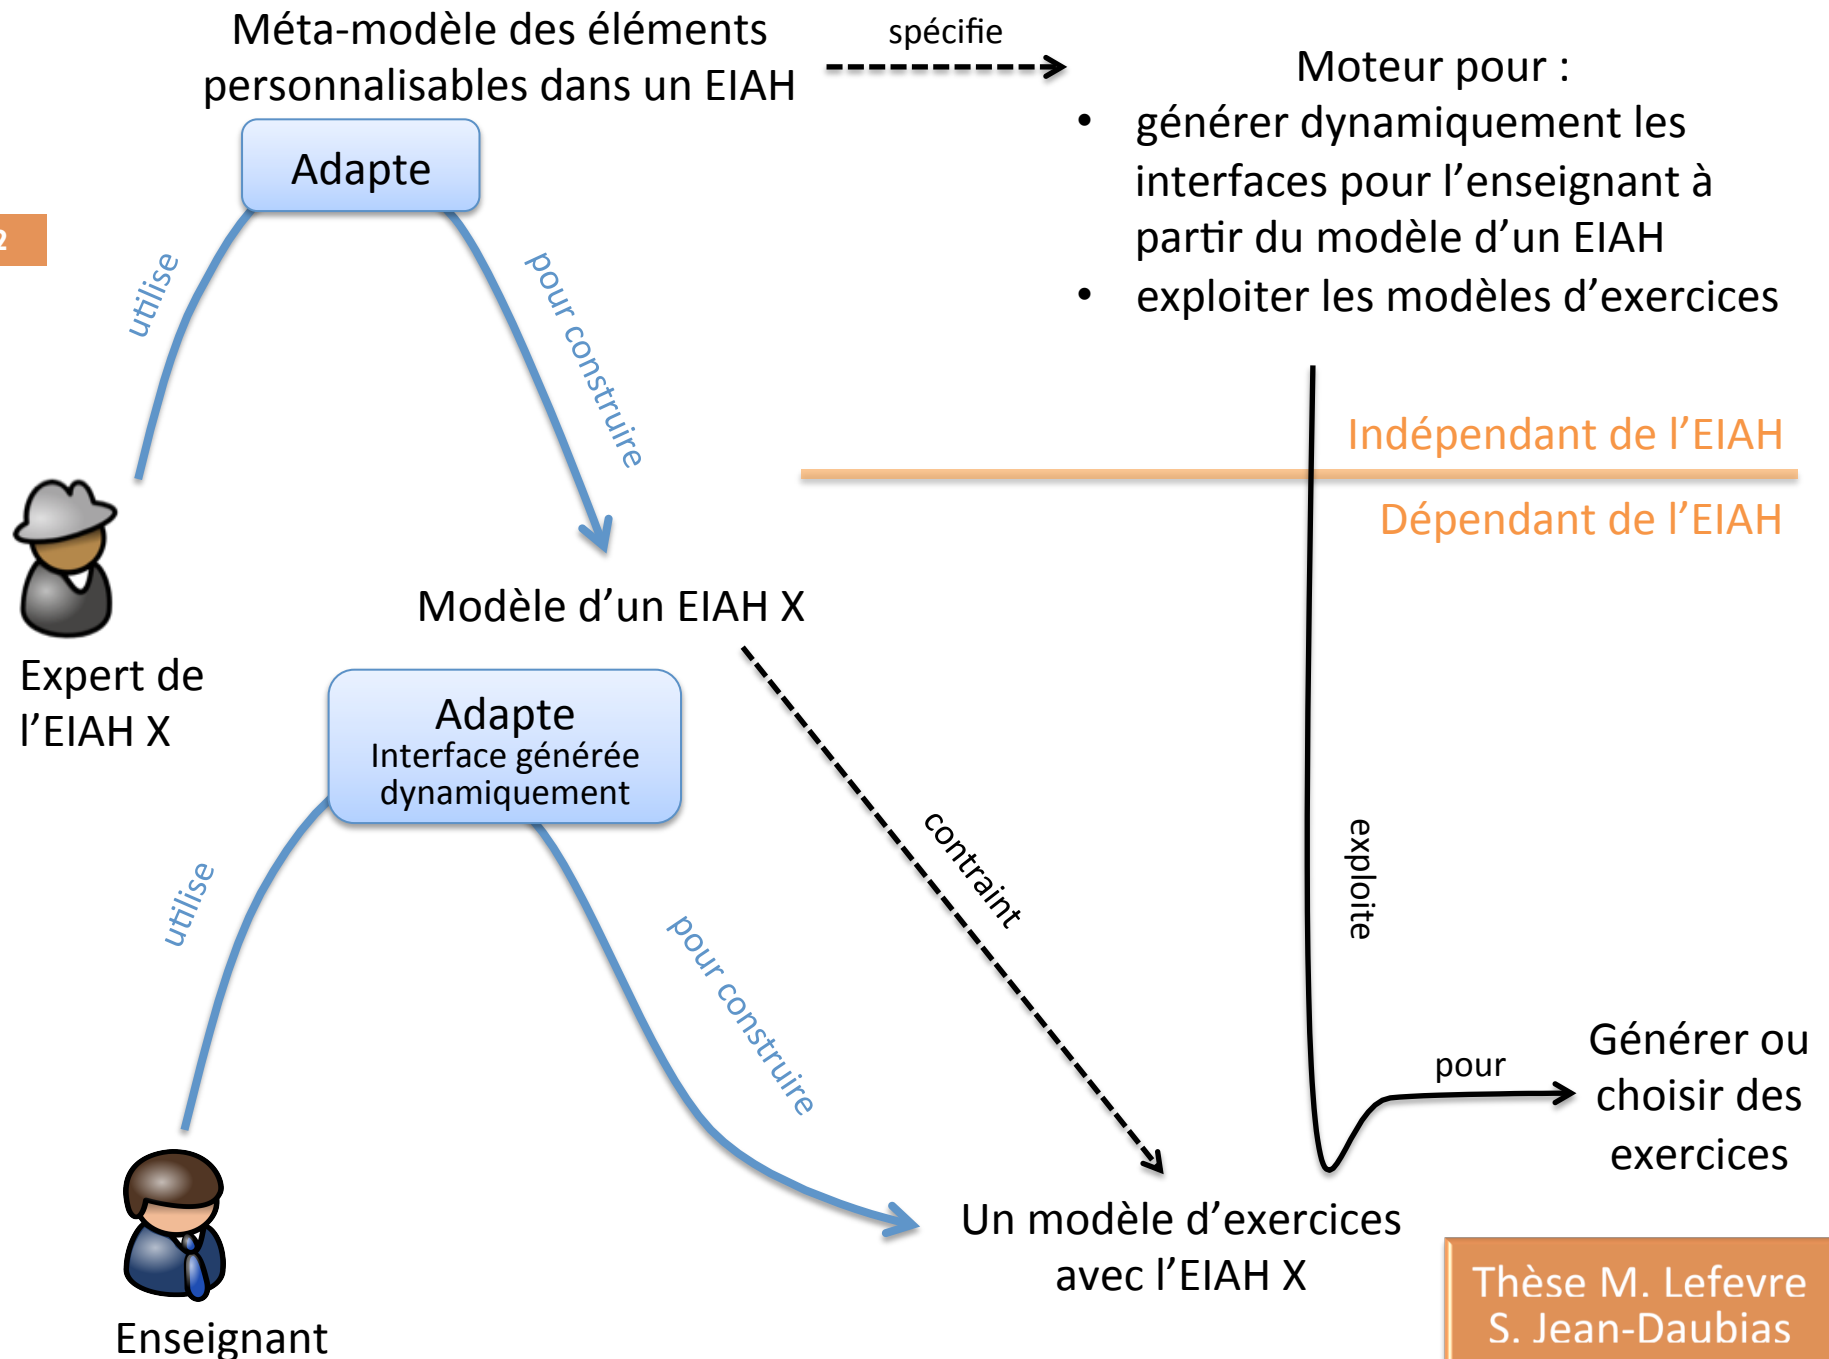 Méta-modèle des éléments
personnalisables dans un EIAH
spécifie
Moteur pour :
• générer dynamiquement les
interfaces pour l’enseignant à
partir du modèle d’un EIAH
• exploiter les modèles d’exercices
Adapte
2
utilise
pour construire
Indépendant de l’EIAH
Dépendant de l’EIAH
Modèle d’un EIAH X
Expert de
l’EIAH X
Adapte
Interface générée
dynamiquement
utilise
pour construire
contraint
exploite
pour
Générer ou
choisir des
exercices
Un modèle d’exercices
avec l’EIAH X
Enseignant
Thèse M. Lefevre
S. Jean-Daubias